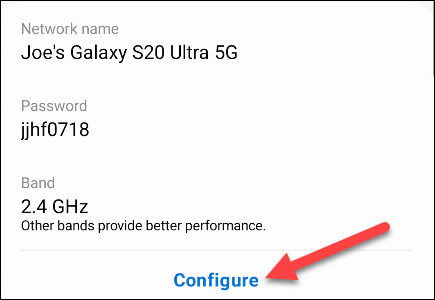 Network name
Joe's Galaxy S20 Ultra 5G
Password
jjhf0718
Band
2.4 GHz
Other bands provide better performance.
Configure